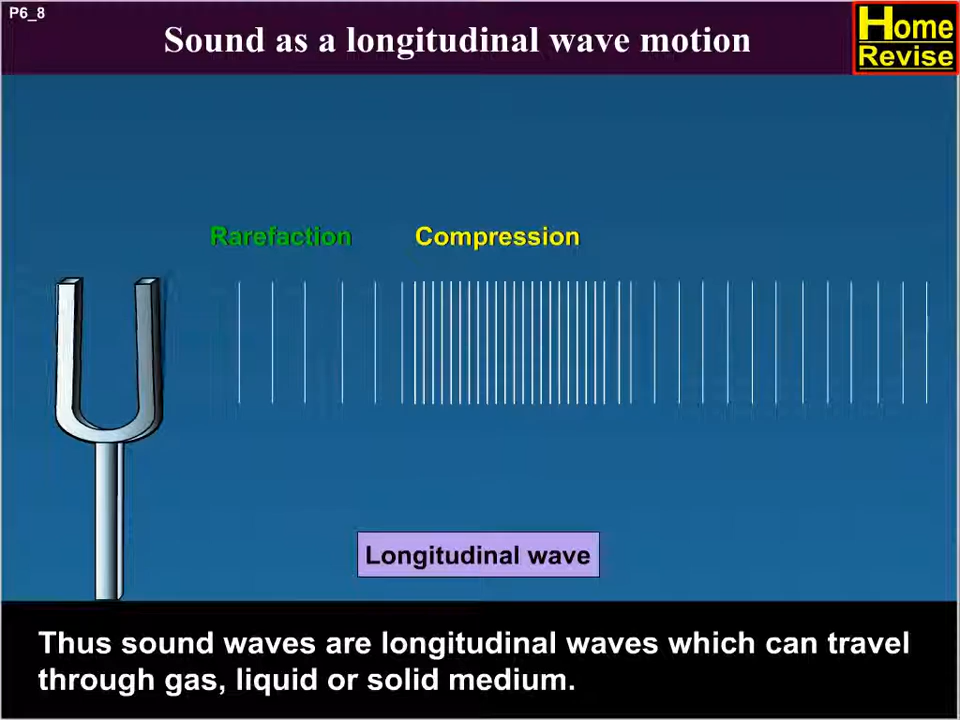 P6_8
Sound as a longitudinal wave motion
Home
Revise
Rarefaction
Compression
Longitudinal wave
Thus sound waves are longitudinal waves which can travel
through gas, liquid or solid medium.